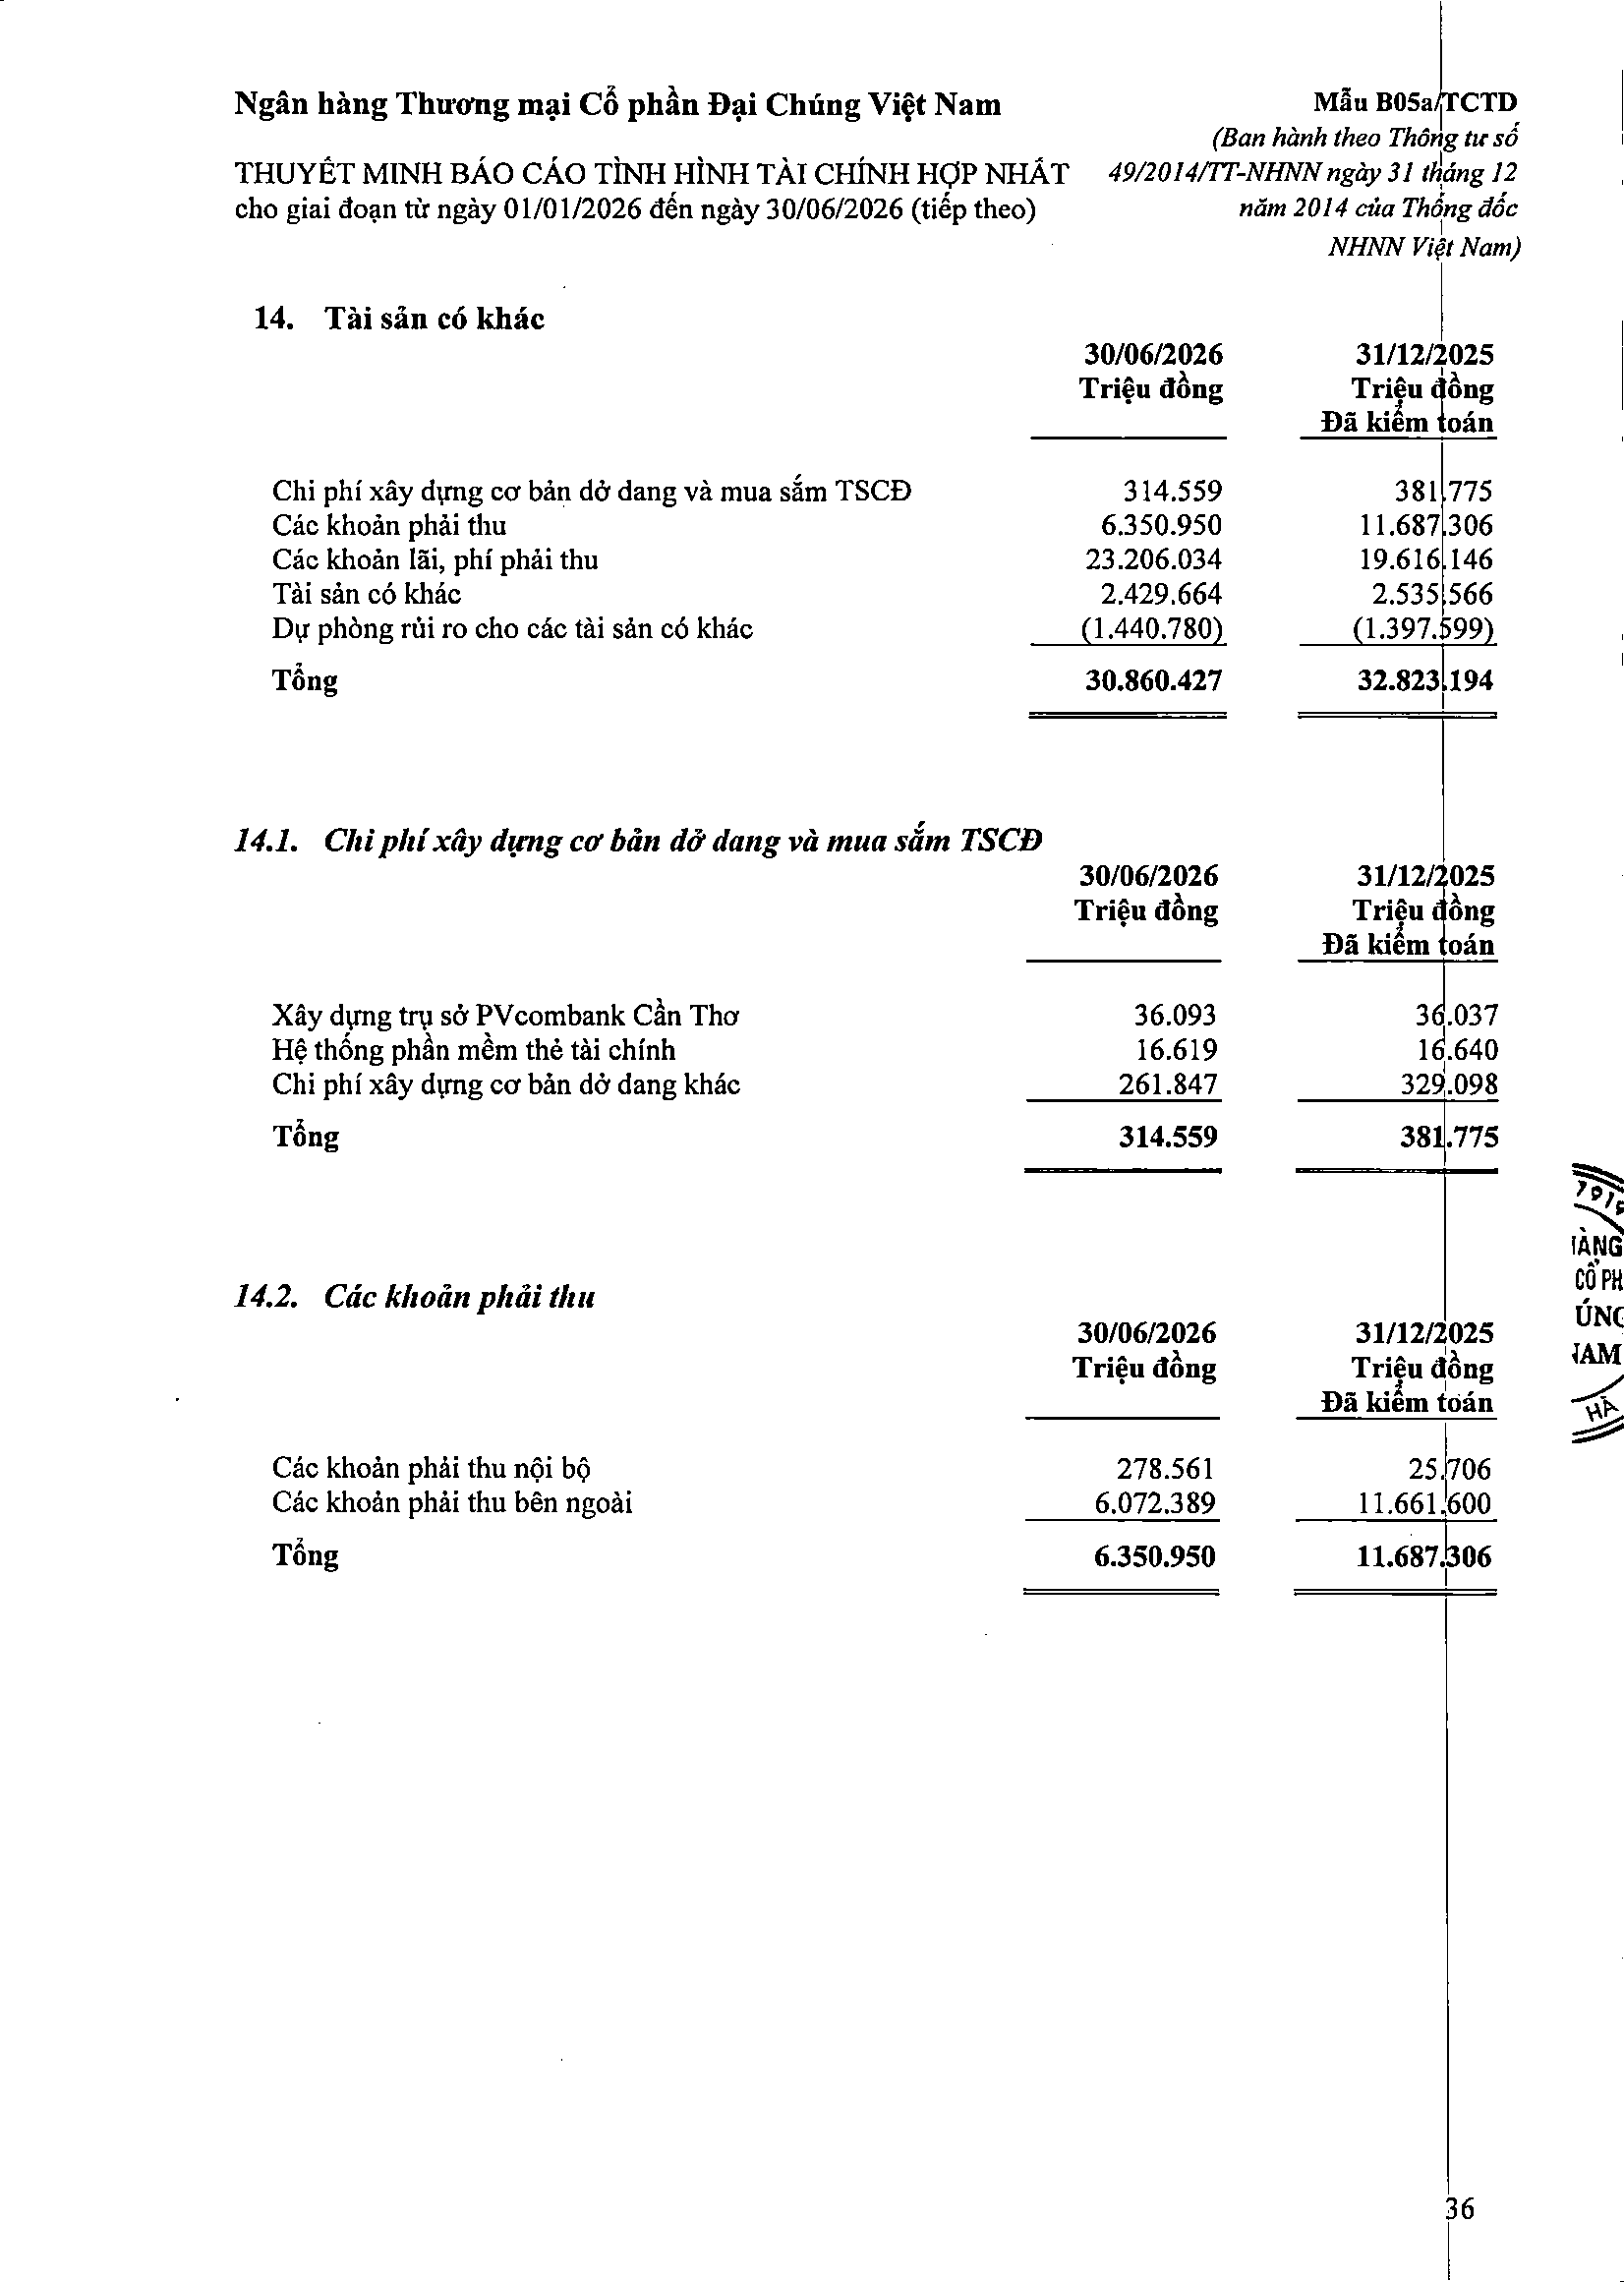 Ngân hàng Thương mại Cổ phần Đại Chúng Việt Nam
Mẫu B05a/TCTD
(Ban hành theo Thông tư số
THUYẾT MINH BÁO CÁO TÌNH HÌNH TÀI CHÍNH HỢP NHẤT 49/2014/TT-NHNN ngày 31 tháng 12
cho giai đoạn từ ngày 01/01/2026 đến ngày 30/06/2026 (tiếp theo) năm 2014 của Thống đốc
NHNN Việt Nam)
14. Tài sản có khác
30/06/2026 31/12/2025
Triệu đồng Triệu đồng
Đã kiểm toán
Chi phí xây dựng cơ bản dở dang và mua sắm TSCĐ 314.559 381.775
Các khoản phải thu 6.350.950 11.687.306
Các khoản lãi, phí phải thu 23.206.034 19.616.146
Tài sản có khác 2.429.664 2.535.566
Dự phòng rủi ro cho các tài sản có khác (1.440.780) (1.397.599)
Tổng 30.860.427 32.823.194
14.1. Chi phí xây dựng cơ bản dở dang và mua sắm TSCĐ
30/06/2026 31/12/2025
Triệu đồng Triệu đồng
Đã kiểm toán
Xây dựng trụ sở PVcombank Cần Thơ 36.093 36.037
Hệ thống phần mềm thẻ tài chính 16.619 16.640
Chi phí xây dựng cơ bản dở dang khác 261.847 329.098
Tổng 314.559 381.775
14.2. Các khoản phải thu
30/06/2026 31/12/2025
Triệu đồng Triệu đồng
Đã kiểm toán
Các khoản phải thu nội bộ 278.561 25.706
Các khoản phải thu bên ngoài 6.072.389 11.661.600
Tổng 6.350.950 11.687.306
CỔ PH
HÀ
36